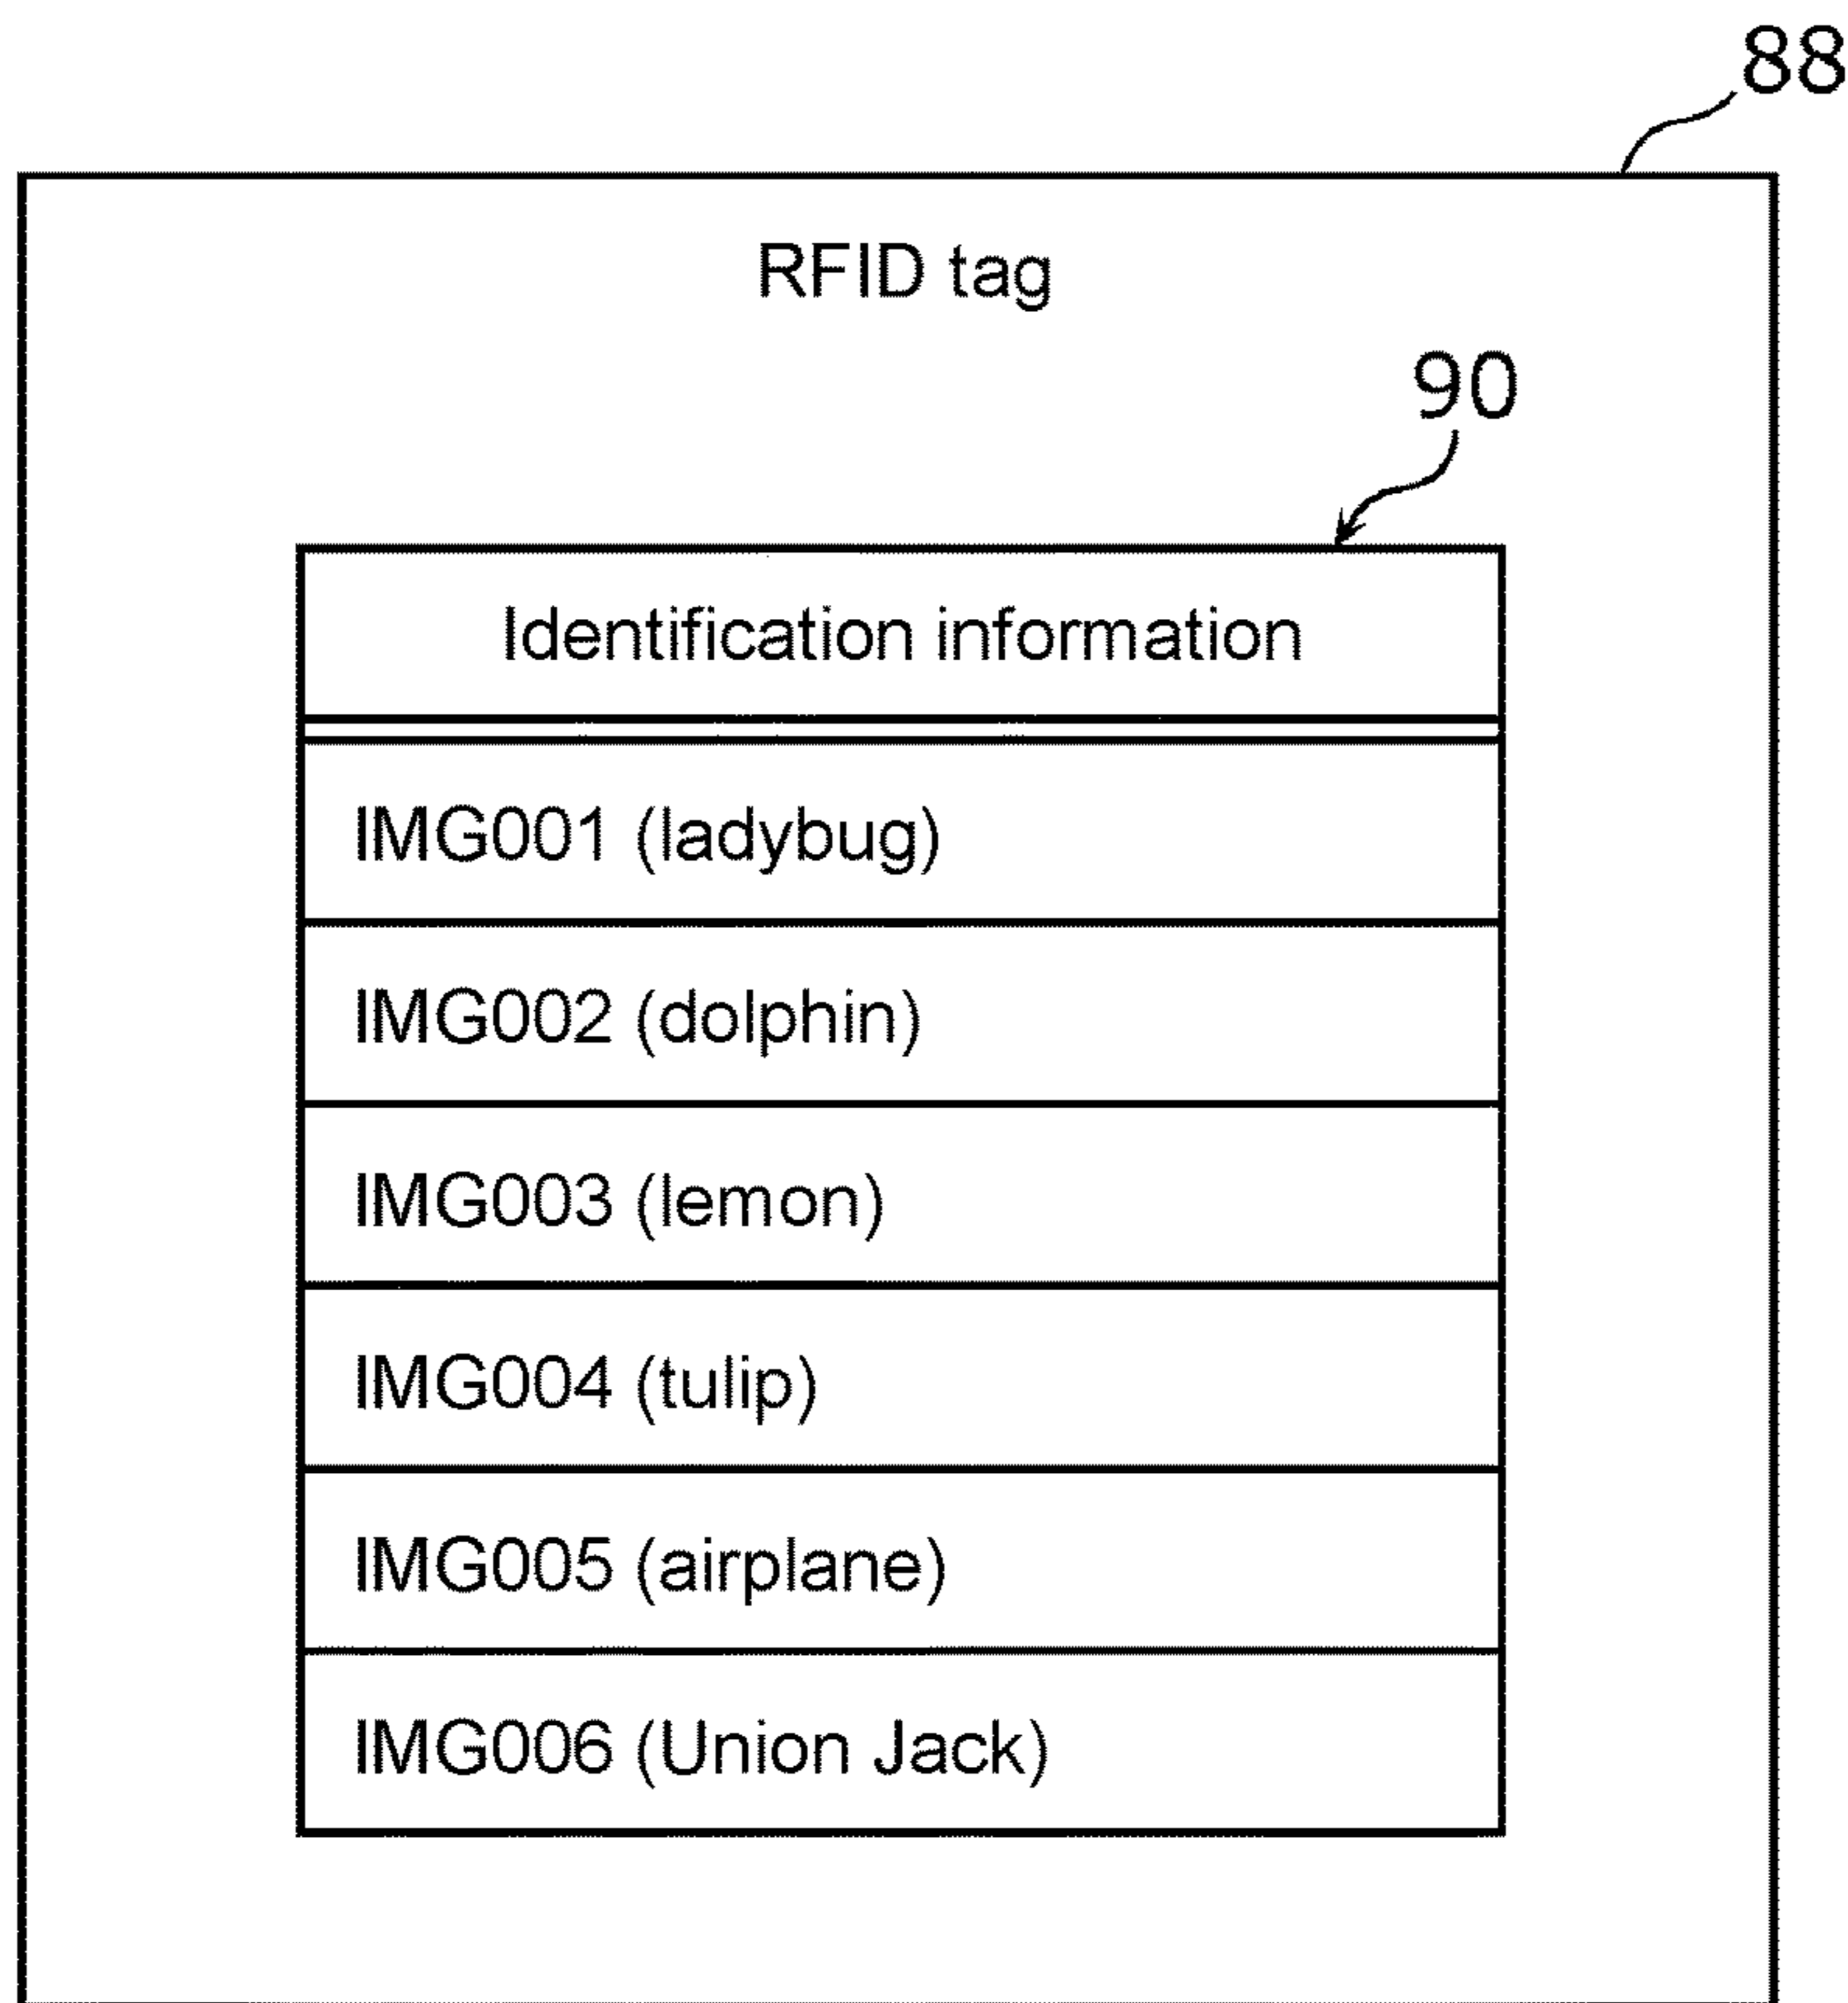 88
RFID tag
90
Identification information
IMG001 (ladybug)
IMG002 (dolphin)
IMG003 (lemon)
IMG004 (tulip)
IMG005 (airplane)
IMG006 (Union Jack)